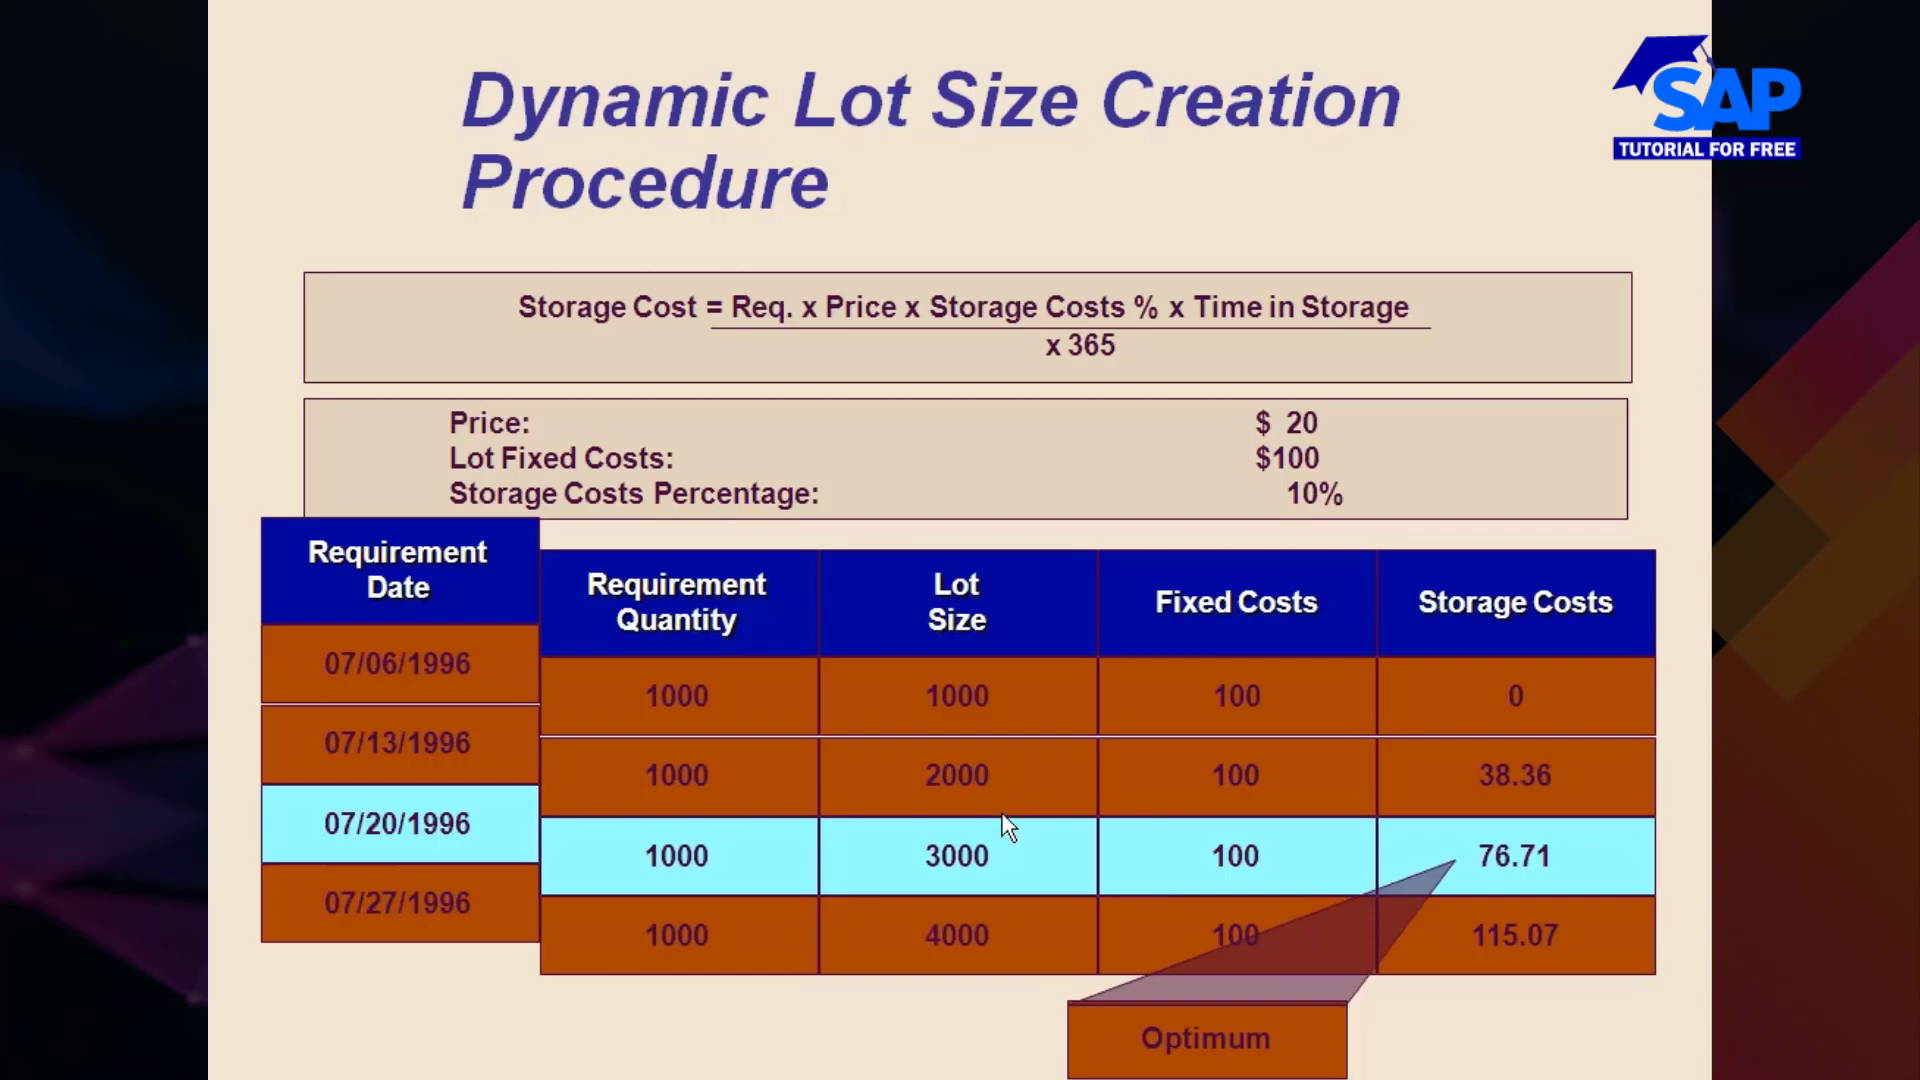 Dynamic Lot Size Creation
Procedure
SAP
TUTORIAL FOR FREE
Storage Cost = Req. x Price x Storage Costs % x Time in Storage
x 365
Price: $ 20
Lot Fixed Costs: $100
Storage Costs Percentage: 10%
Requirement
Date
Requirement
Quantity
Lot
Size
Fixed Costs
Storage Costs
07/06/1996 1000 1000 100 0
07/13/1996 1000 2000 100 38.36
07/20/1996 1000 3000 100 76.71
07/27/1996 1000 4000 100 115.07
Optimum